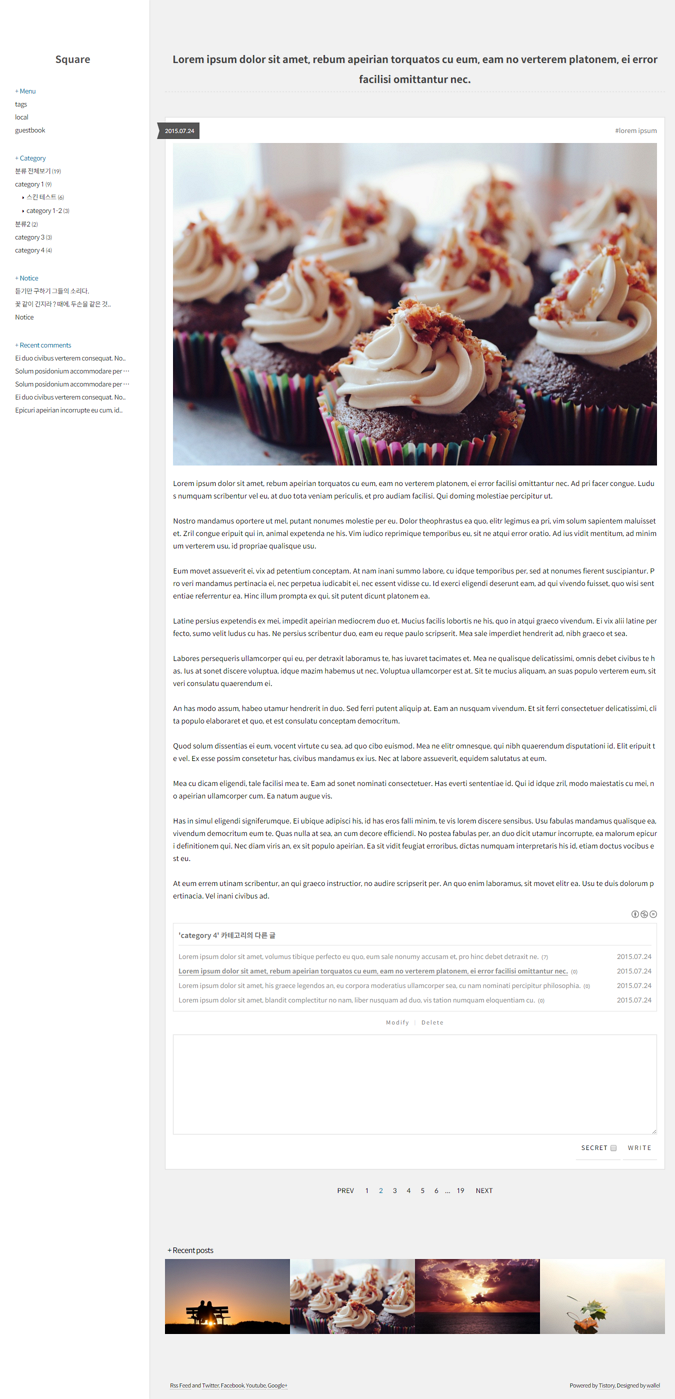 Square
+ Menu
tags
local
guestbook
+ Category
분류 전체보기 (19)
category 1 (9)
스킨 테스트 (6)
category 1-2 (3)
분류2 (2)
category 3 (3)
category 4 (4)
+ Notice
듣기만 구하기 그들의 소리다.
꽃 같이 긴지라 ? 때에, 두손을 같은 것..
Notice
+ Recent comments
Ei duo civibus verterem consequat. No..
Solum posidonium accommodare per ···
Solum posidonium accommodare per ···
Ei duo civibus verterem consequat. No..
Epicuri apeirian incorrupte eu cum, id..
Lorem ipsum dolor sit amet, rebum apeirian torquatos cu eum, eam no verterem platonem, ei error
facilisi omittantur nec.
2015.07.24
#lorem ipsum
Lorem ipsum dolor sit amet, rebum apeirian torquatos cu eum, eam no verterem platonem, ei error facilisi omittantur nec. Ad pri facer congue. Ludu
s numquam scribentur vel eu, at duo tota veniam periculis, et pro audiam facilisi. Qui doming molestiae percipitur ut.
Nostro mandamus oportere ut mel, putant nonumes molestie per eu. Dolor theophrastus ea quo, elitr legimus ea pri, vim solum sapientem maluisset
et. Zril congue eripuit qui in, animal expetenda ne his. Vim iudico reprimique temporibus eu, sit ne atqui error oratio. Ad ius vidit mentitum, ad minim
um verterem usu, id propriae qualisque usu.
Eum movet assueverit ei, vix ad petentium conceptam. At nam inani summo labore, cu idque temporibus per, sed at nonumes fierent suscipiantur. P
ro veri mandamus pertinacia ei, nec perpetua iudicabit ei, nec essent vidisse cu. Id exerci eligendi deserunt eam, ad qui vivendo fuisset, quo wisi sent
entiae referrentur ea. Hinc illum prompta ex qui, sit putent dicunt platonem ea.
Latine persius expetendis ex mei, impedit apeirian mediocrem duo et. Mucius facilis lobortis ne his, quo in atqui graeco vivendum. Ei vix alii latine per
fecto, sumo velit ludus cu has. Ne persius scribentur duo, eam eu reque paulo scripserit. Mea sale imperdiet hendrerit ad, nibh graeco et sea.
Labores persequeris ullamcorper qui eu, per detraxit laboramus te, has iuvaret tacimates et. Mea ne qualisque delicatissimi, omnis debet civibus te h
as. Ius at sonet discere voluptua, idque mazim habemus ut nec. Voluptua ullamcorper est at. Sit te mucius aliquam, an suas populo verterem eum, sit
veri consulatu quaerendum ei.
An has modo assum, habeo utamur hendrerit in duo. Sed ferri putent aliquip at. Eam an nusquam vivendum. Et sit ferri consectetuer delicatissimi, cli
ta populo elaboraret et quo, et est consulatu conceptam democritum.
Quod solum dissentias ei eum, vocent virtute cu sea, ad quo cibo euismod. Mea ne elitr omnesque, qui nibh quaerendum disputationi id. Elit eripuit t
e vel. Ex esse possim consetetur has, civibus mandamus ex ius. Nec at labore assueverit, equidem salutatus at eum.
Mea cu dicam eligendi, tale facilisi mea te. Eam ad sonet nominati consectetuer. Has everti sententiae id. Qui id idque zril, modo maiestatis cu mei, n
o apeirian ullamcorper cum. Ea natum augue vis.
Has in simul eligendi signiferumque. Ei ubique adipisci his, id has eros falli minim, te vis lorem discere sensibus. Usu fabulas mandamus qualisque ea,
vivendum democritum eum te. Quas nulla at sea, an cum decore efficiendi. No postea fabulas per, an duo dicit utamur incorrupte, ea malorum epicur
i definitionem qui. Nec diam viris an, ex sit populo apeirian. Ea sit vidit feugiat erroribus, dictas numquam interpretaris his id, etiam doctus vocibus e
st eu.
At eum errem utinam scribentur, an qui graeco instructior, no audire scripserit per. An quo enim laboramus, sit movet elitr ea. Usu te duis dolorum p
ertinacia. Vel inani civibus ad.
'category 4' 카테고리의 다른 글
Lorem ipsum dolor sit amet, volumus tibique perfecto eu quo, eum sale nonumy accusam et, pro hinc debet detraxit ne. (7) 2015.07.24
Lorem ipsum dolor sit amet, rebum apeirian torquatos cu eum, eam no verterem platonem, ei error facilisi omittantur nec. (0) 2015.07.24
Lorem ipsum dolor sit amet, his graece legendos an, eu corpora moderatius ullamcorper sea, cu nam nominati percipitur philosophia. (0) 2015.07.24
Lorem ipsum dolor sit amet, blandit complectitur no nam, liber nusquam ad duo, vis tation numquam eloquentiam cu. (0) 2015.07.24
Modify | Delete
SECRET WRITE
PREV 1 2 3 4 5 6 ... 19 NEXT
+ Recent posts
Rss Feed and Twitter, Facebook, Youtube, Google+
Powered by Tistory, Designed by wallel